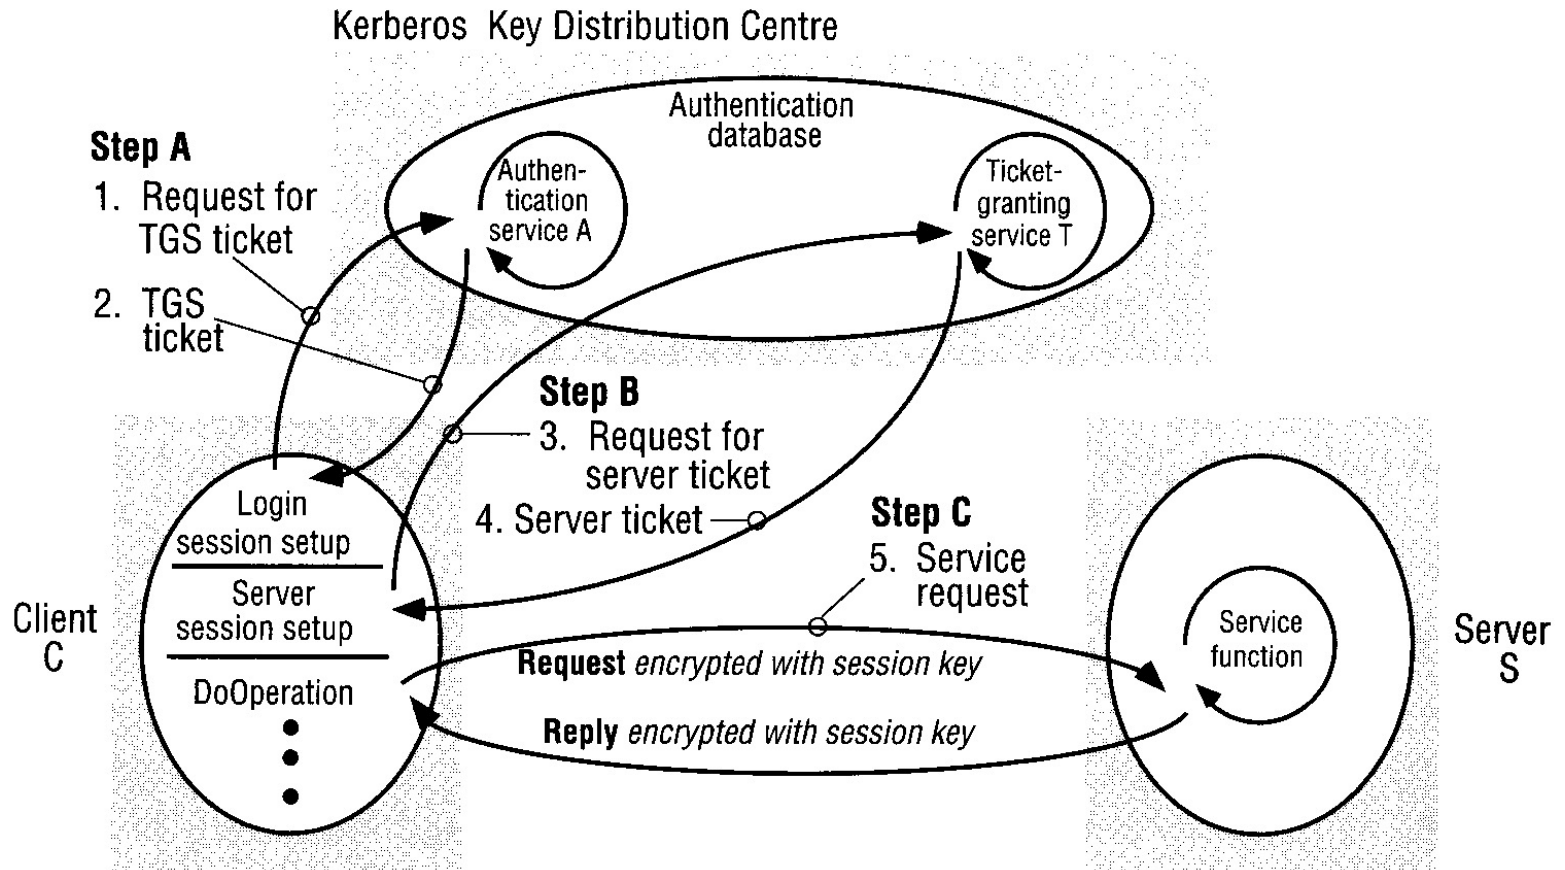 Kerberos Key Distribution Centre
Authentication
database
Step A
1. Request for
TGS ticket
2. TGS
ticket
Authen-
tication
service A
Ticket-
granting
service T
Step B
3. Request for
server ticket
4. Server ticket
Step C
5. Service
request
Login
session setup
Server
session setup
DoOperation
Client
C
Request encrypted with session key
Reply encrypted with session key
Service
function
Server
S